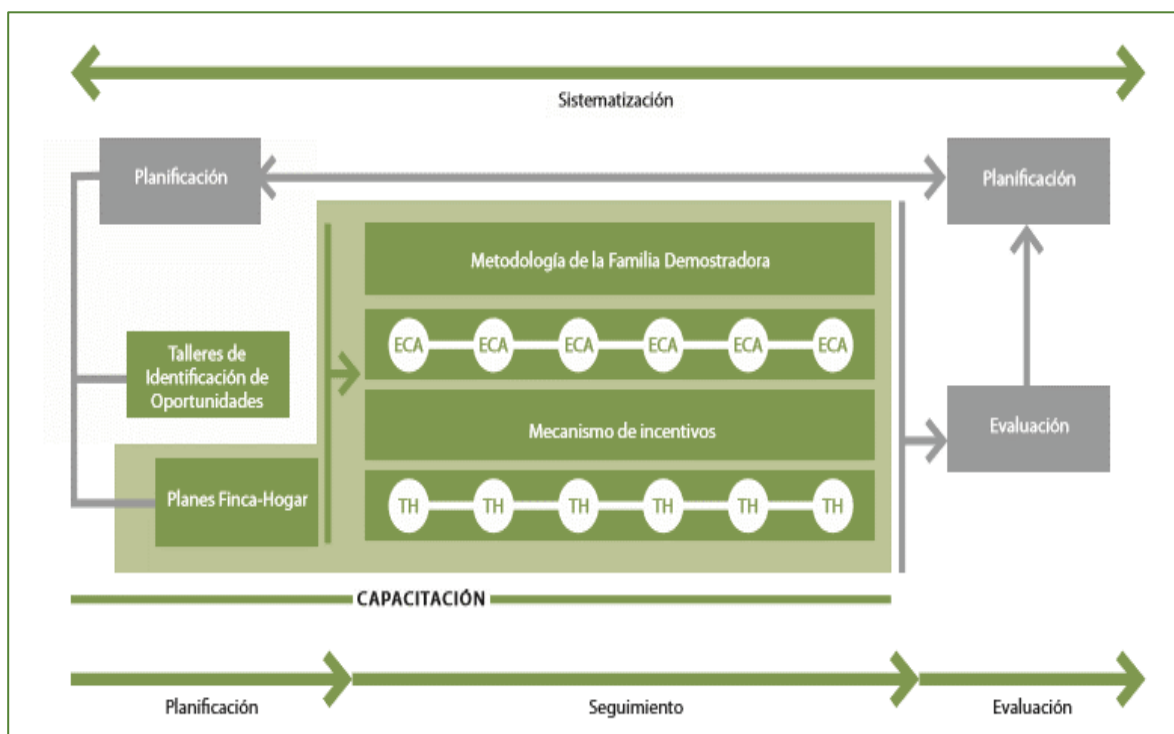 Sistematización
Planificación
Planificación
Metodología de la Familia Demostradora
ECA ECA ECA ECA ECA ECA
Talleres de
Identificación de
Oportunidades
Mecanismo de incentivos
Evaluación
Planes Finca-Hogar
TH TH TH TH TH TH
CAPACITACIÓN
Planificación
Seguimiento
Evaluación